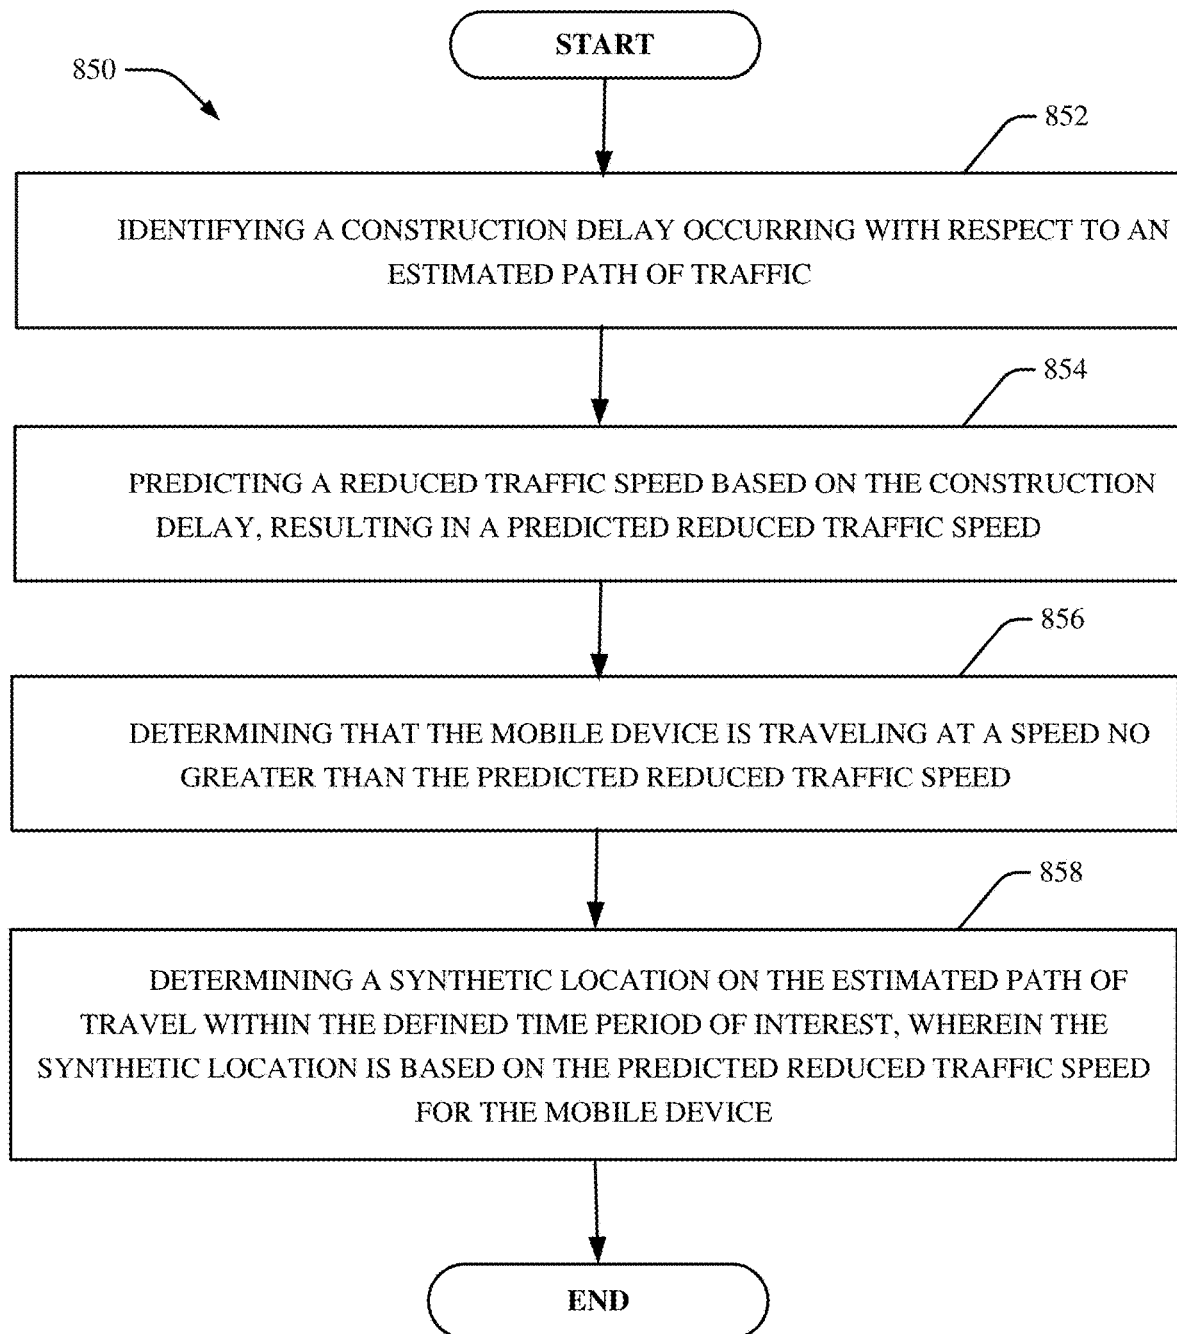 START
850
852
IDENTIFYING A CONSTRUCTION DELAY OCCURRING WITH RESPECT TO AN
ESTIMATED PATH OF TRAFFIC
854
PREDICTING A REDUCED TRAFFIC SPEED BASED ON THE CONSTRUCTION
DELAY, RESULTING IN A PREDICTED REDUCED TRAFFIC SPEED
856
DETERMINING THAT THE MOBILE DEVICE IS TRAVELING AT A SPEED NO
GREATER THAN THE PREDICTED REDUCED TRAFFIC SPEED
858
DETERMINING A SYNTHETIC LOCATION ON THE ESTIMATED PATH OF
TRAVEL WITHIN THE DEFINED TIME PERIOD OF INTEREST, WHEREIN THE
SYNTHETIC LOCATION IS BASED ON THE PREDICTED REDUCED TRAFFIC SPEED
FOR THE MOBILE DEVICE
END